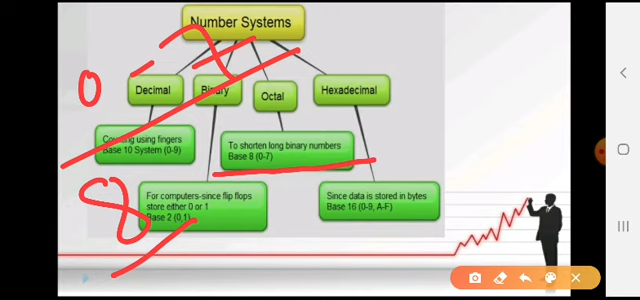 Number Systems
0
Decimal
Binary
Octal
Hexadecimal
Counting using fingers
Base 10 System (0-9)
To shorten long binary numbers
Base 8 (0-7)
8
For computers-since flip flops
store either 0 or 1
Base 2 (0,1)
Since data is stored in bytes
Base 16 (0-9, A-F)